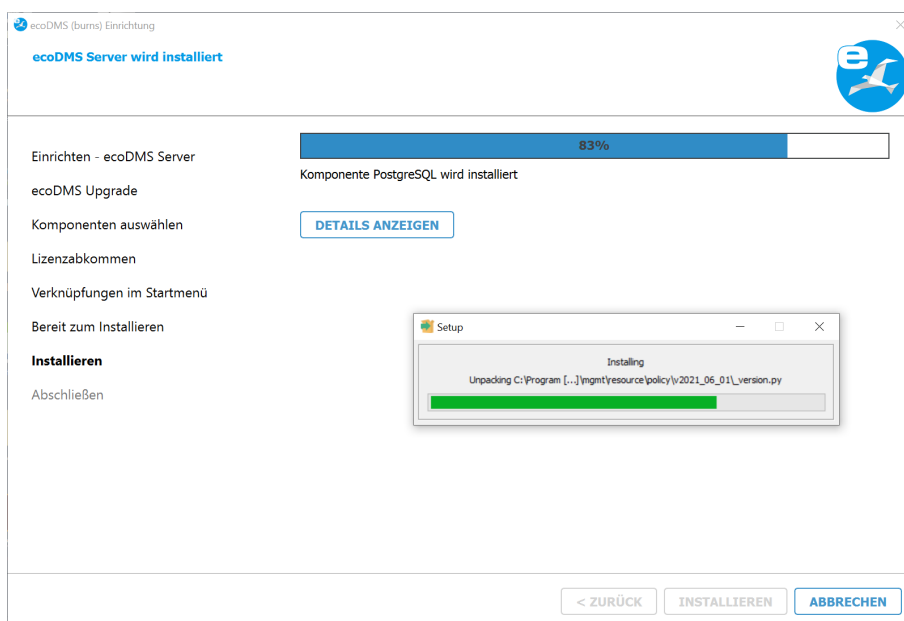 ecoDMS (burns) Einrichtung
ecoDMS Server wird installiert
e
Einrichten - ecoDMS Server
ecoDMS Upgrade
Komponenten auswählen
Lizenzabkommen
Verknüpfungen im Startmenü
Bereit zum Installieren
Installieren
Abschließen
83%
Komponente PostgreSQL wird installiert
DETAILS ANZEIGEN
Setup
Installing
Unpacking C:\Program [...]\mgmt\resource\policy\v2021_06_01\_version.py
< ZURÜCK
INSTALLIEREN
ABBRECHEN